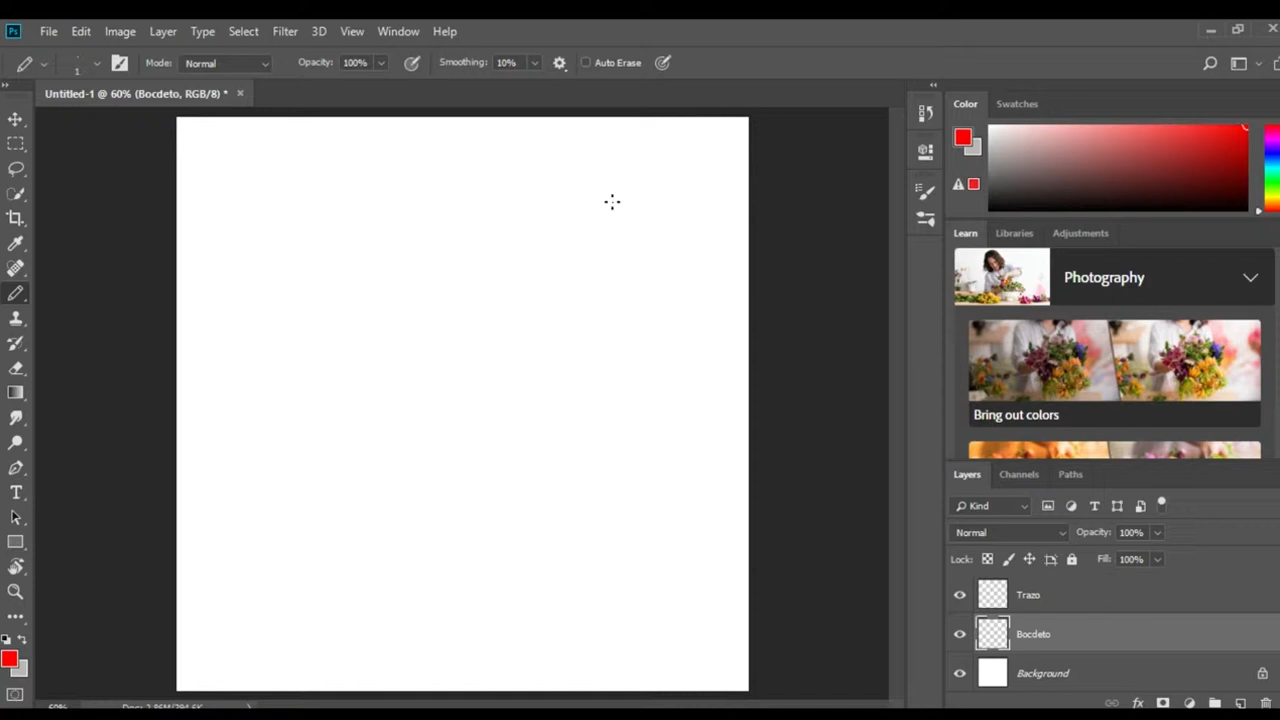 Ps File Edit Image Layer Type Select Filter 3D View Window Help
1 Mode: Normal Opacity: 100% Smoothing: 10% Auto Erase
Untitled-1 @ 60% (Bocdeto, RGB/8) *
Color Swatches
Learn Libraries Adjustments
Photography
Bring out colors
Layers Channels Paths
Kind
Normal Opacity: 100%
Lock: Fill: 100%
Trazo
Bocdeto
Background